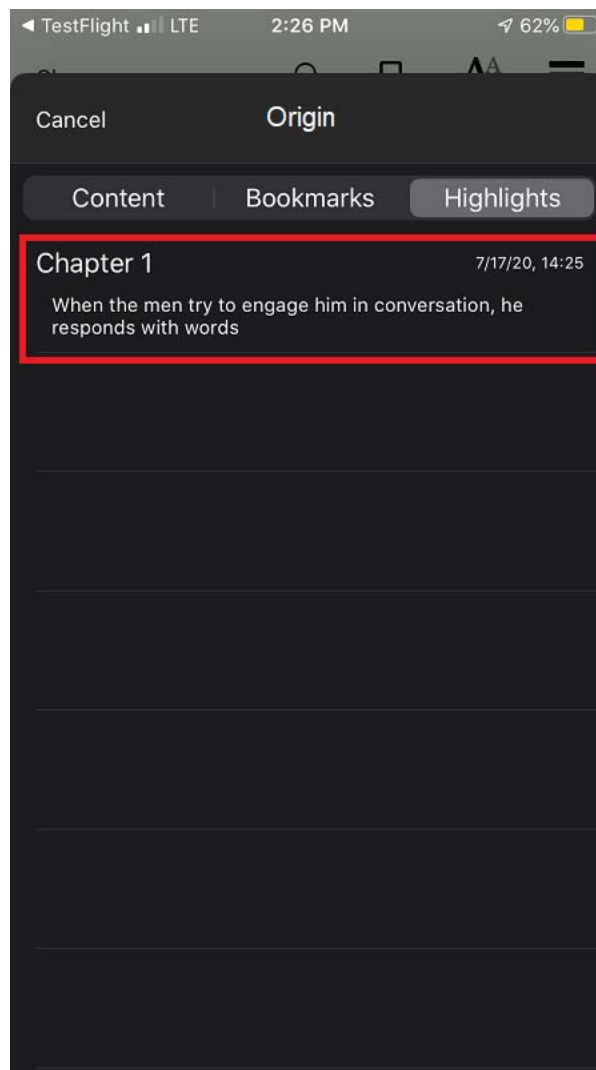 ◀ TestFlight LTE 2:26 PM 62%
AA
Cancel Origin
Content Bookmarks Highlights
Chapter 1 7/17/20, 14:25
When the men try to engage him in conversation, he
responds with words